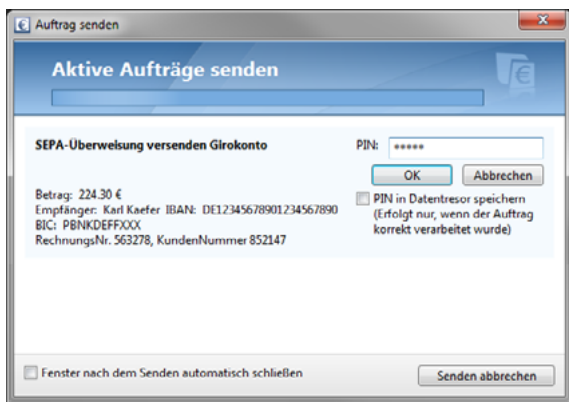 Auftrag senden
Aktive Aufträge senden
SEPA-Überweisung versenden Girokonto
PIN: *****
OK Abbrechen
Betrag: 224.30 €
Empfänger: Karl Kaefer IBAN: DE12345678901234567890
BIC: PBNKDEFFXXX
RechnungsNr. 563278, KundenNummer 852147
PIN in Datentresor speichern
(Erfolgt nur, wenn der Auftrag
korrekt verarbeitet wurde)
Fenster nach dem Senden automatisch schließen
Senden abbrechen